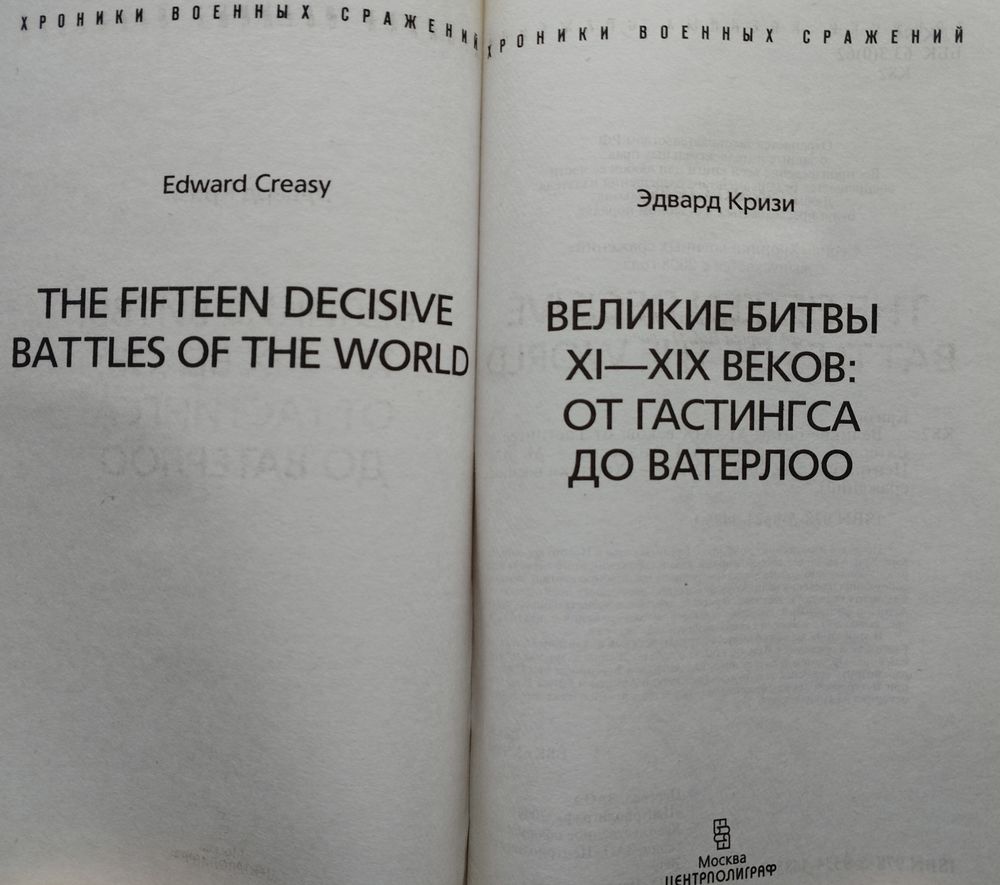 ХРОНИКИ ВОЕННЫХ СРАЖЕНИЙ
Edward Creasy
THE FIFTEEN DECISIVE
BATTLES OF THE WORLD
ХРОНИКИ ВОЕННЫХ СРАЖЕНИЙ
Эдвард Кризи
ВЕЛИКИЕ БИТВЫ
XI—XIX ВЕКОВ:
ОТ ГАСТИНГСА
ДО ВАТЕРЛОО
Москва
ЦЕНТРПОЛИГРАФ